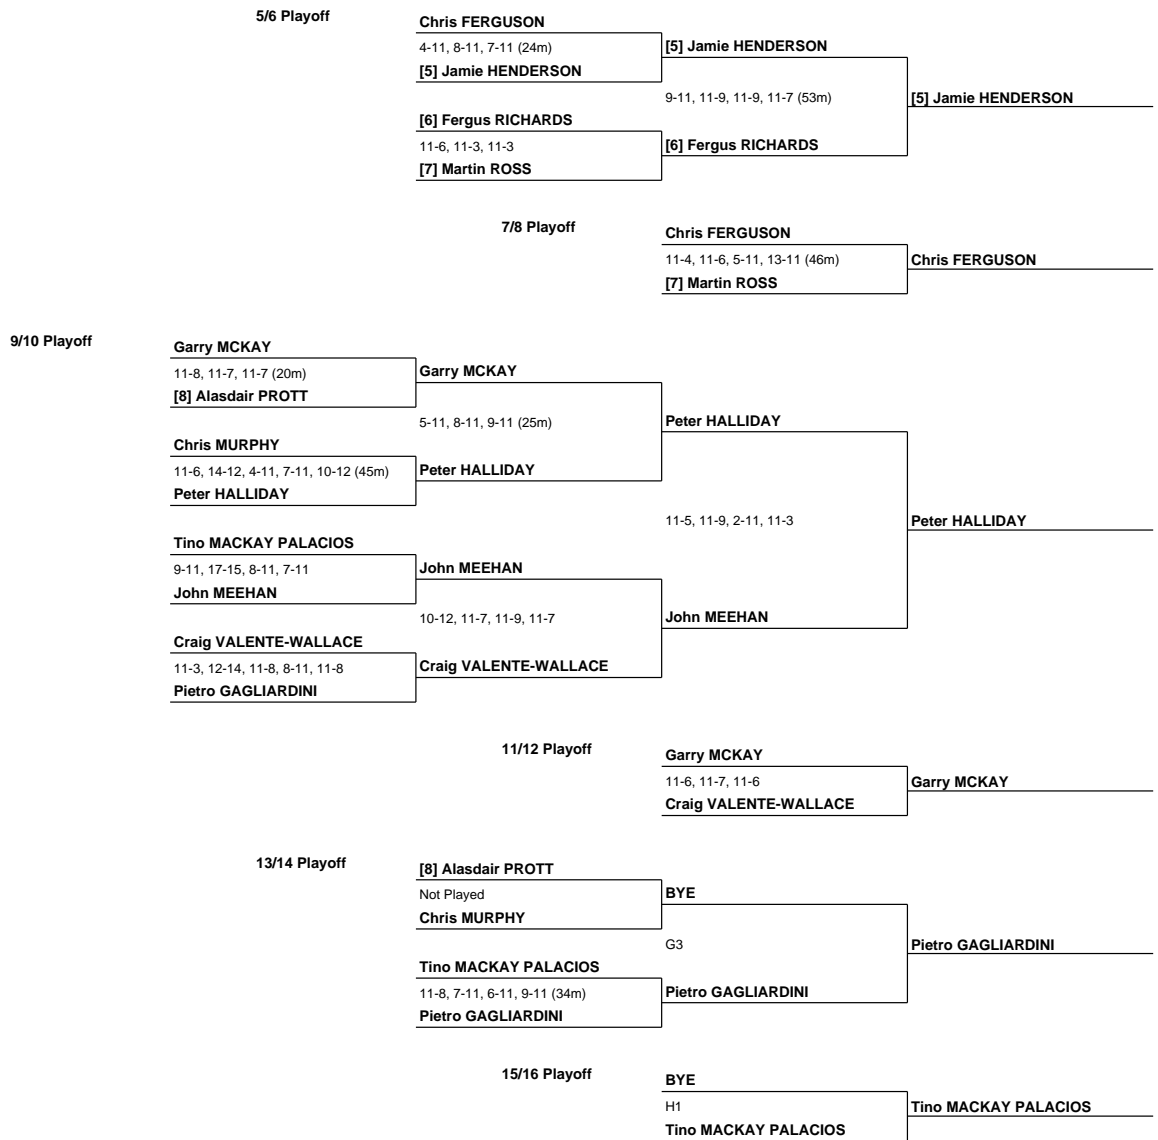 5/6 Playoff
Chris FERGUSON
4-11, 8-11, 7-11 (24m)
[5] Jamie HENDERSON
[5] Jamie HENDERSON
9-11, 11-9, 11-9, 11-7 (53m)
[5] Jamie HENDERSON
[6] Fergus RICHARDS
11-6, 11-3, 11-3
[6] Fergus RICHARDS
[7] Martin ROSS
7/8 Playoff
Chris FERGUSON
11-4, 11-6, 5-11, 13-11 (46m)
Chris FERGUSON
[7] Martin ROSS
9/10 Playoff
Garry MCKAY
11-8, 11-7, 11-7 (20m)
Garry MCKAY
[8] Alasdair PROTT
5-11, 8-11, 9-11 (25m)
Peter HALLIDAY
Chris MURPHY
11-6, 14-12, 4-11, 7-11, 10-12 (45m)
Peter HALLIDAY
Peter HALLIDAY
11-5, 11-9, 2-11, 11-3
Peter HALLIDAY
Tino MACKAY PALACIOS
9-11, 17-15, 8-11, 7-11
John MEEHAN
John MEEHAN
10-12, 11-7, 11-9, 11-7
John MEEHAN
Craig VALENTE-WALLACE
11-3, 12-14, 11-8, 8-11, 11-8
Craig VALENTE-WALLACE
Pietro GAGLIARDINI
11/12 Playoff
Garry MCKAY
11-6, 11-7, 11-6
Garry MCKAY
Craig VALENTE-WALLACE
13/14 Playoff
[8] Alasdair PROTT
Not Played
BYE
Chris MURPHY
G3
Pietro GAGLIARDINI
Tino MACKAY PALACIOS
11-8, 7-11, 6-11, 9-11 (34m)
Pietro GAGLIARDINI
Pietro GAGLIARDINI
15/16 Playoff
BYE
H1
Tino MACKAY PALACIOS
Tino MACKAY PALACIOS